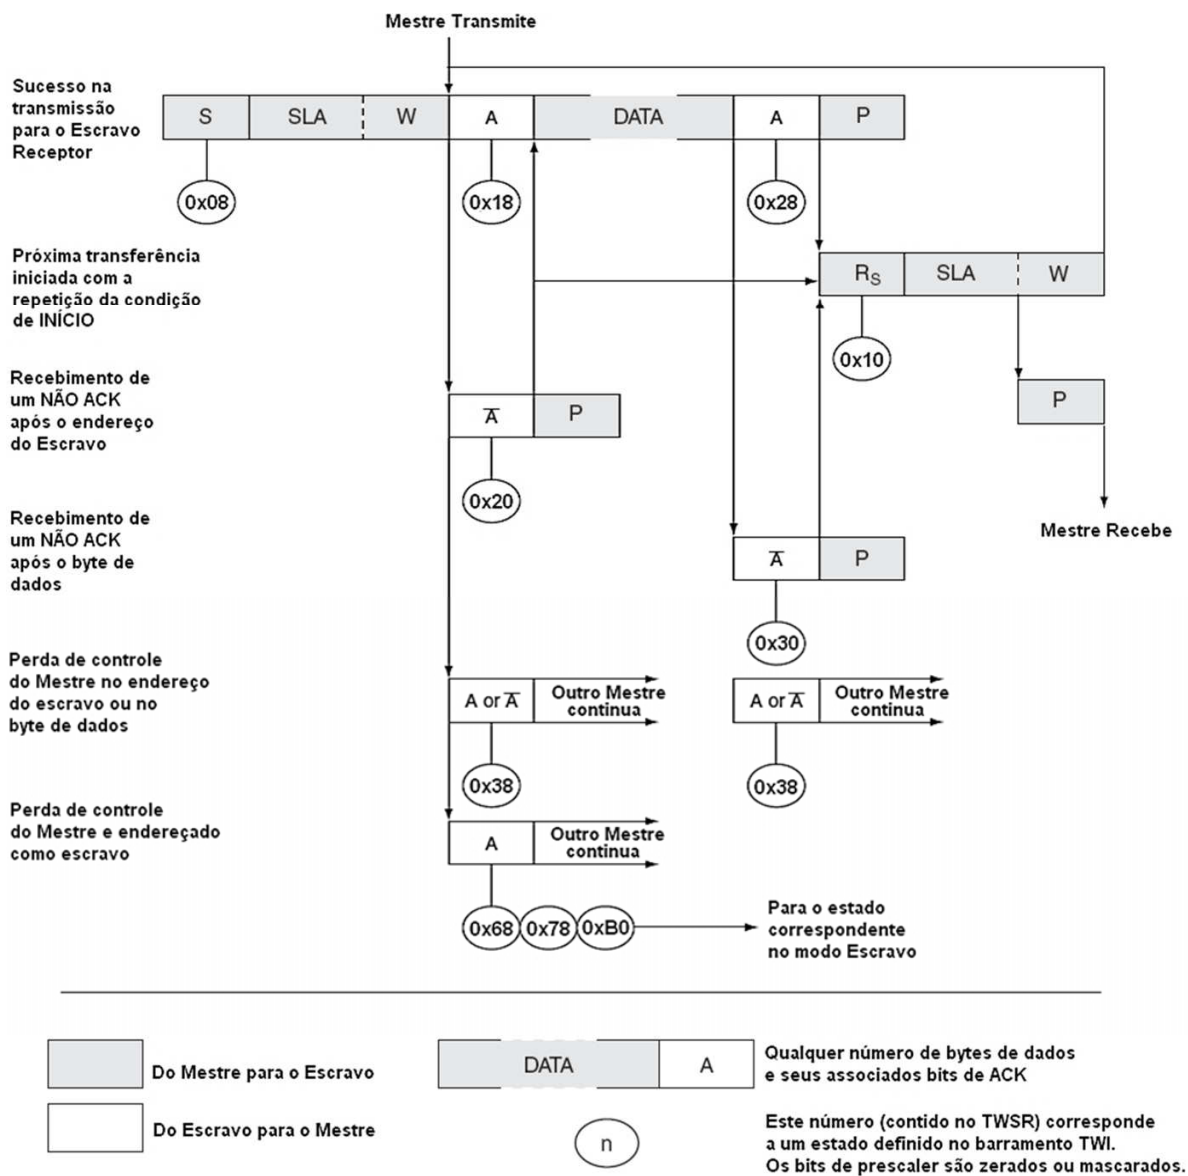 Mestre Transmite
Sucesso na
transmissão
para o Escravo
Receptor
S SLA W A DATA A P
0x08 0x18 0x28
Próxima transferência
iniciada com a
repetição da condição
de INÍCIO
RS SLA W
0x10
Recebimento de
um NÃO ACK
após o endereço
do Escravo
A̅ P
P
0x20
Mestre Recebe
Recebimento de
um NÃO ACK
após o byte de
dados
A̅ P
0x30
Perda de controle
do Mestre no endereço
do escravo ou no
byte de dados
A or A̅ Outro Mestre
continua
A or A̅ Outro Mestre
continua
0x38 0x38
Perda de controle
do Mestre e endereçado
como escravo
A Outro Mestre
continua
0x68 0x78 0xB0
Para o estado
correspondente
no modo Escravo
Do Mestre para o Escravo
DATA A
Qualquer número de bytes de dados
e seus associados bits de ACK
Do Escravo para o Mestre
n
Este número (contido no TWSR) corresponde
a um estado definido no barramento TWI.
Os bits de prescaler são zerados ou mascarados.